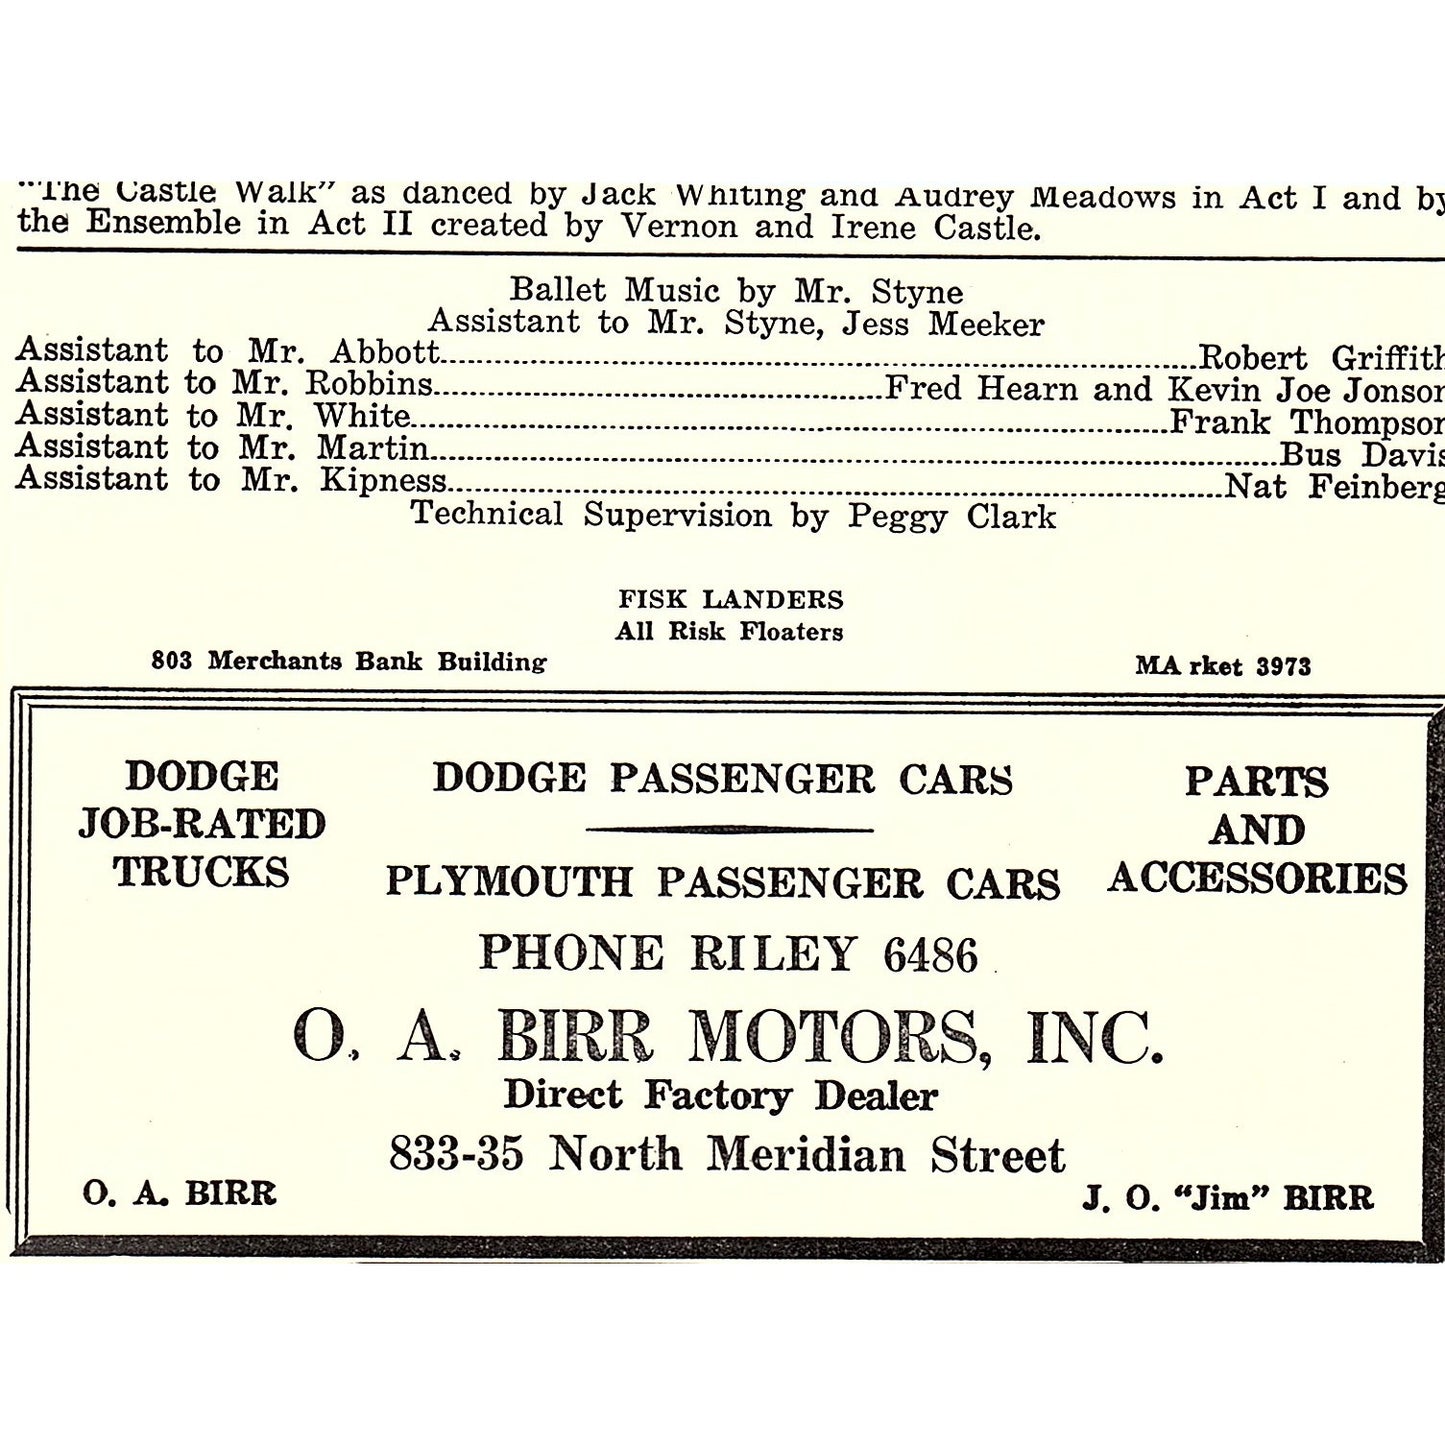 "The Castle Walk" as danced by Jack Whiting and Audrey Meadows in Act I and by
the Ensemble in Act II created by Vernon and Irene Castle.
Ballet Music by Mr. Styne
Assistant to Mr. Styne, Jess Meeker
Assistant to Mr. Abbott........Robert Griffith
Assistant to Mr. Robbins........Fred Hearn and Kevin Joe Jonson
Assistant to Mr. White........Frank Thompson
Assistant to Mr. Martin........Bus Davis
Assistant to Mr. Kipness........Nat Feinberg
Technical Supervision by Peggy Clark
FISK LANDERS
All Risk Floaters
803 Merchants Bank Building MA rket 3973
DODGE
JOB-RATED
TRUCKS
DODGE PASSENGER CARS
PLYMOUTH PASSENGER CARS
PARTS
AND
ACCESSORIES
PHONE RILEY 6486
O. A. BIRR MOTORS, INC.
Direct Factory Dealer
833-35 North Meridian Street
O. A. BIRR J. O. "Jim" BIRR